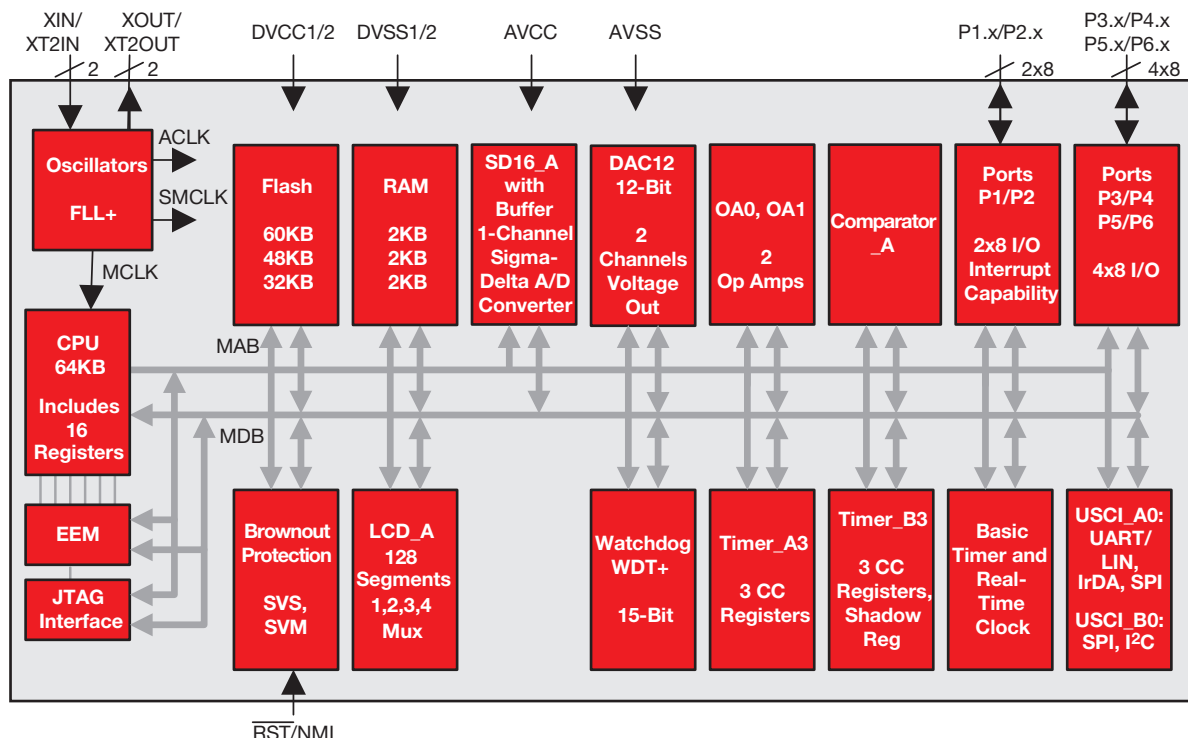 XIN/
XT2IN
XOUT/
XT2OUT
DVCC1/2
DVSS1/2
AVCC
AVSS
P1.x/P2.x
P3.x/P4.x
P5.x/P6.x
2
2
2x8
4x8
Oscillators
FLL+
ACLK
SMCLK
MCLK
Flash
60KB
48KB
32KB
RAM
2KB
2KB
2KB
SD16_A
with
Buffer
1-Channel
Sigma-
Delta A/D
Converter
DAC12
12-Bit
2
Channels
Voltage
Out
OA0, OA1
2
Op Amps
Comparator
_A
Ports
P1/P2
2x8 I/O
Interrupt
Capability
Ports
P3/P4
P5/P6
4x8 I/O
CPU
64KB
Includes
16
Registers
MAB
MDB
EEM
JTAG
Interface
Brownout
Protection
SVS,
SVM
LCD_A
128
Segments
1,2,3,4
Mux
Watchdog
WDT+
15-Bit
Timer_A3
3 CC
Registers
Timer_B3
3 CC
Registers,
Shadow
Reg
Basic
Timer and
Real-
Time
Clock
USCI_A0:
UART/
LIN,
IrDA, SPI
USCI_B0:
SPI, I²C
RST/NMI